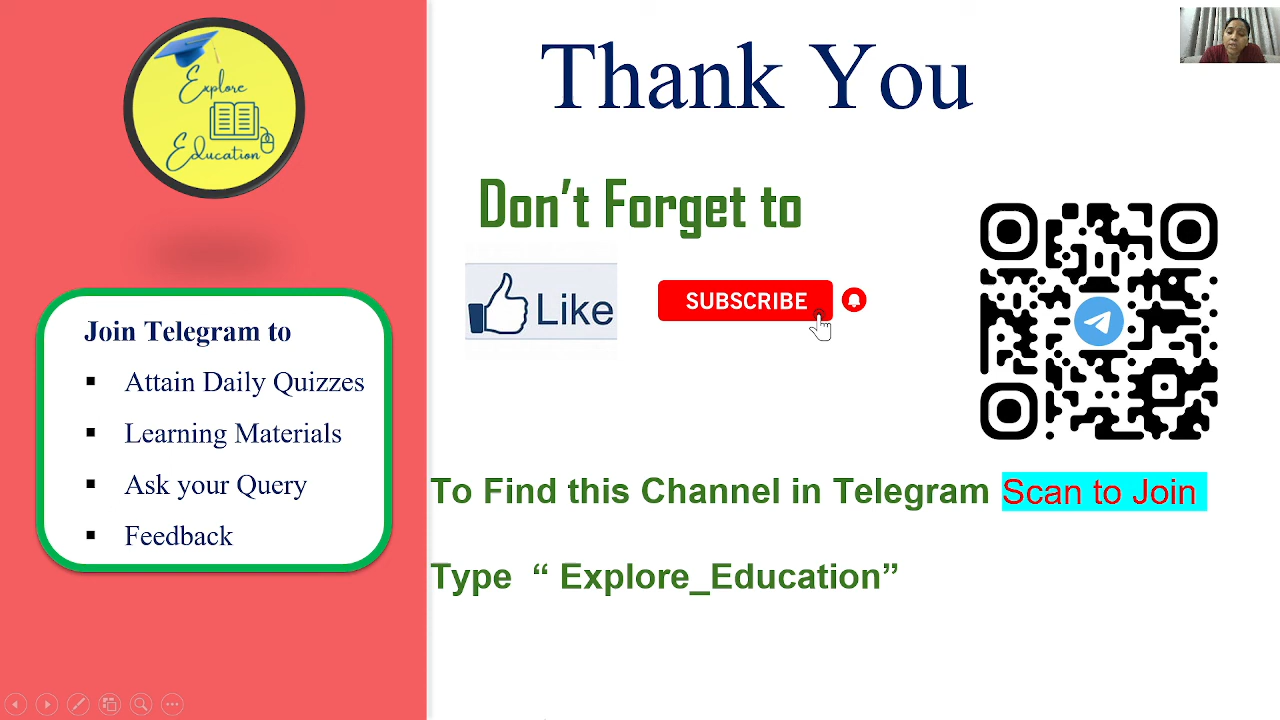 Explore
Education
Thank You
Don't Forget to
Like
SUBSCRIBE
Join Telegram to
▪ Attain Daily Quizzes
▪ Learning Materials
▪ Ask your Query
▪ Feedback
To Find this Channel in Telegram Scan to Join
Type “ Explore_Education”